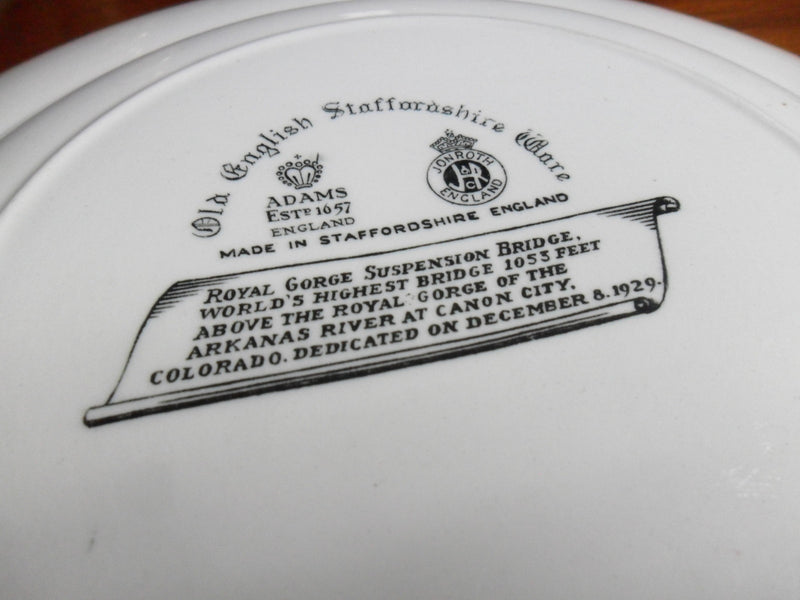 Old English Staffordshire Ware
ADAMS
ESTD 1657
ENGLAND
JONROTH
J&R
ENGLAND
MADE IN STAFFORDSHIRE ENGLAND
ROYAL GORGE SUSPENSION BRIDGE,
WORLD'S HIGHEST BRIDGE 1053 FEET
ABOVE THE ROYAL GORGE OF THE
ARKANAS RIVER AT CANON CITY,
COLORADO. DEDICATED ON DECEMBER 8. 1929.